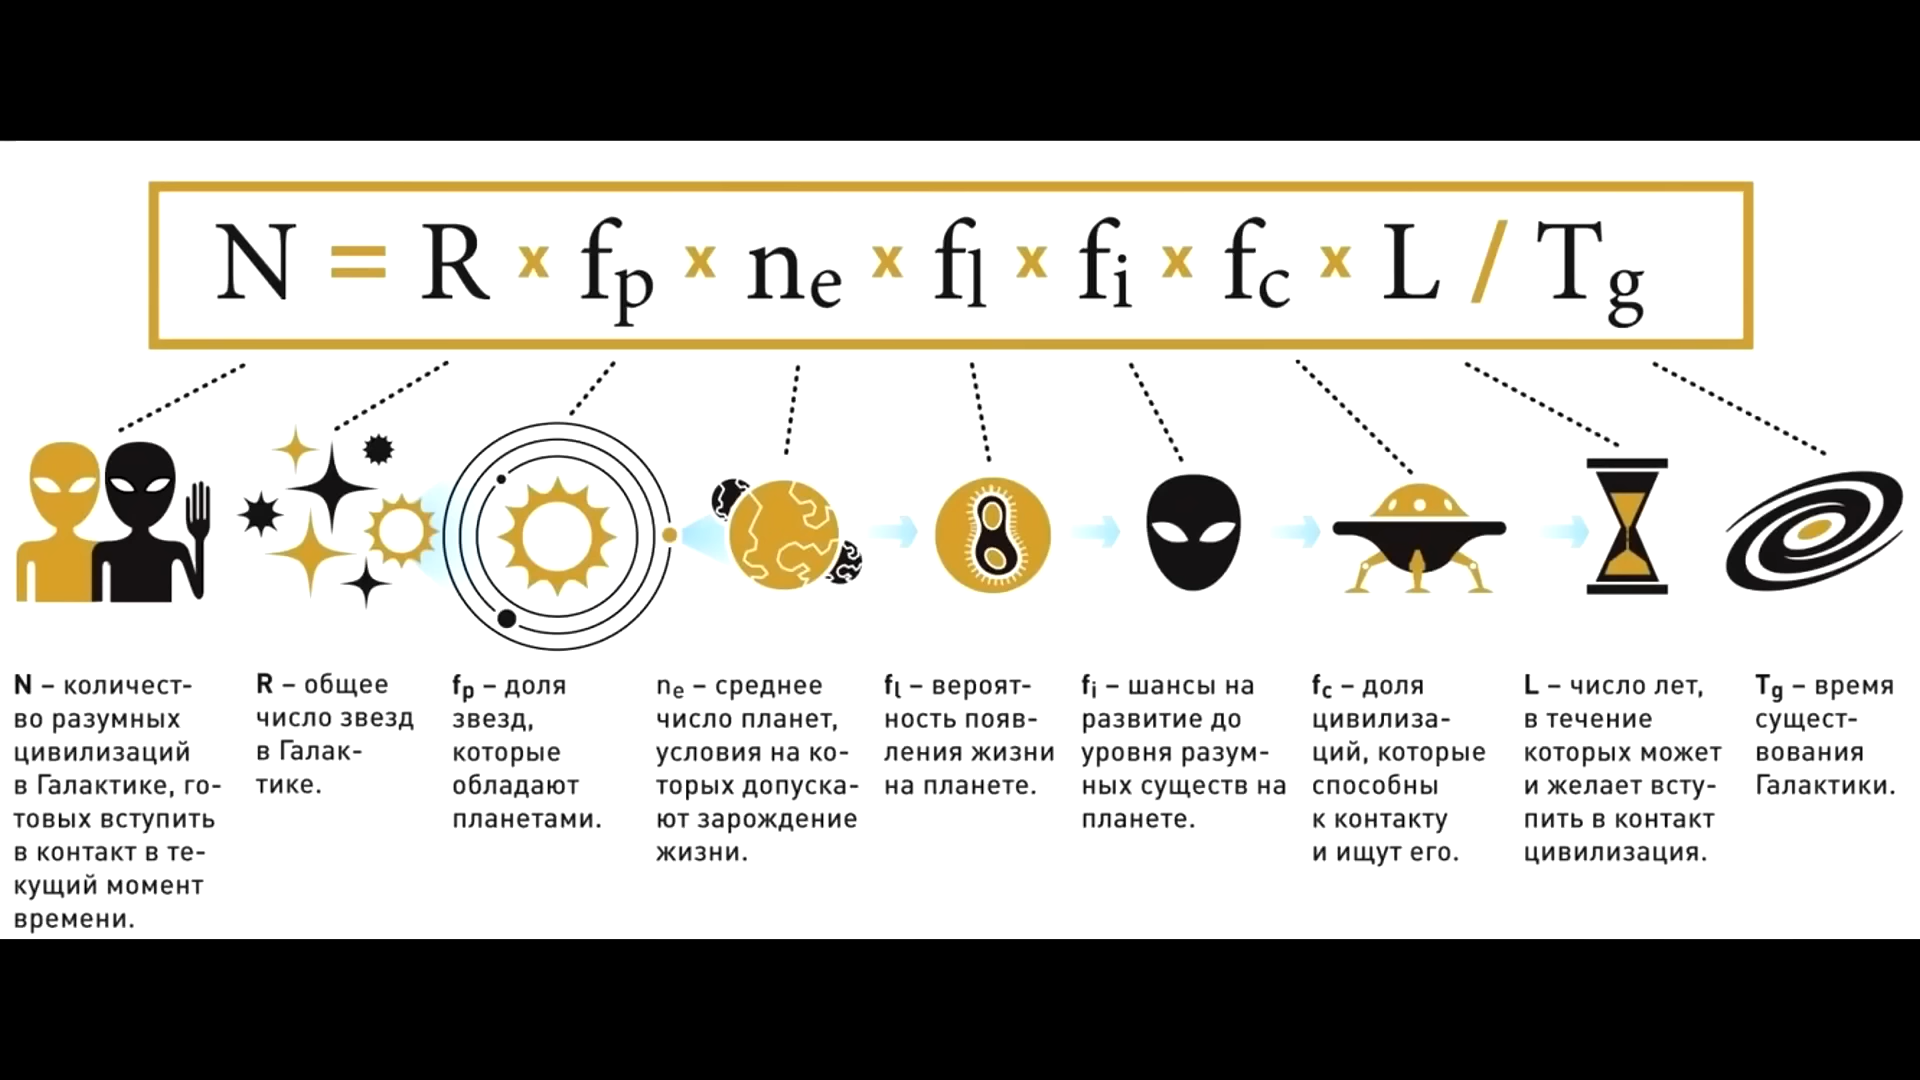 N = R x fp x ne x fl x fi x fc x L / Tg
N – количест-
во разумных
цивилизаций
в Галактике, го-
товых вступить
в контакт в те-
кущий момент
времени.
R – общее
число звезд
в Галак-
тике.
fp – доля
звезд,
которые
обладают
планетами.
ne – среднее
число планет,
условия на ко-
торых допуска-
ют зарождение
жизни.
fl – вероят-
ность появ-
ления жизни
на планете.
fi – шансы на
развитие до
уровня разум-
ных существ на
планете.
fc – доля
цивилиза-
ций, которые
способны
к контакту
и ищут его.
L – число лет,
в течение
которых может
и желает всту-
пить в контакт
цивилизация.
Tg – время
сущест-
вования
Галактики.